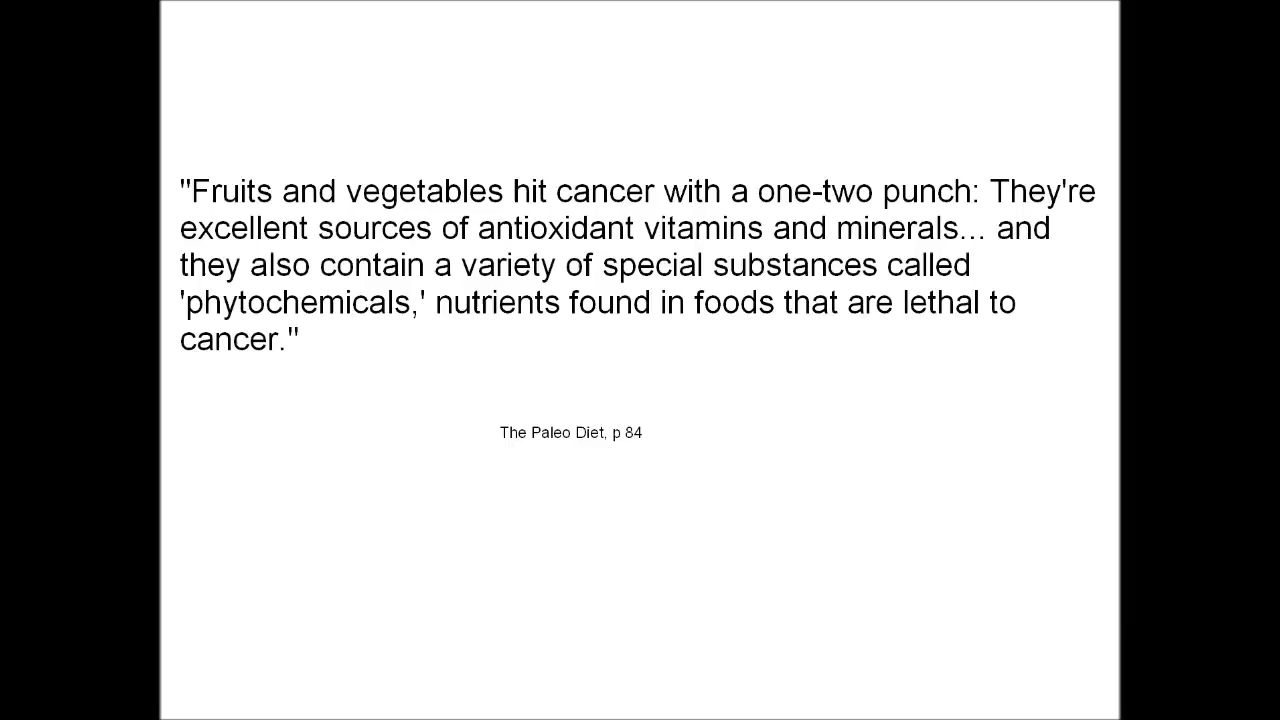 "Fruits and vegetables hit cancer with a one-two punch: They're
excellent sources of antioxidant vitamins and minerals... and
they also contain a variety of special substances called
'phytochemicals,' nutrients found in foods that are lethal to
cancer."
The Paleo Diet, p 84